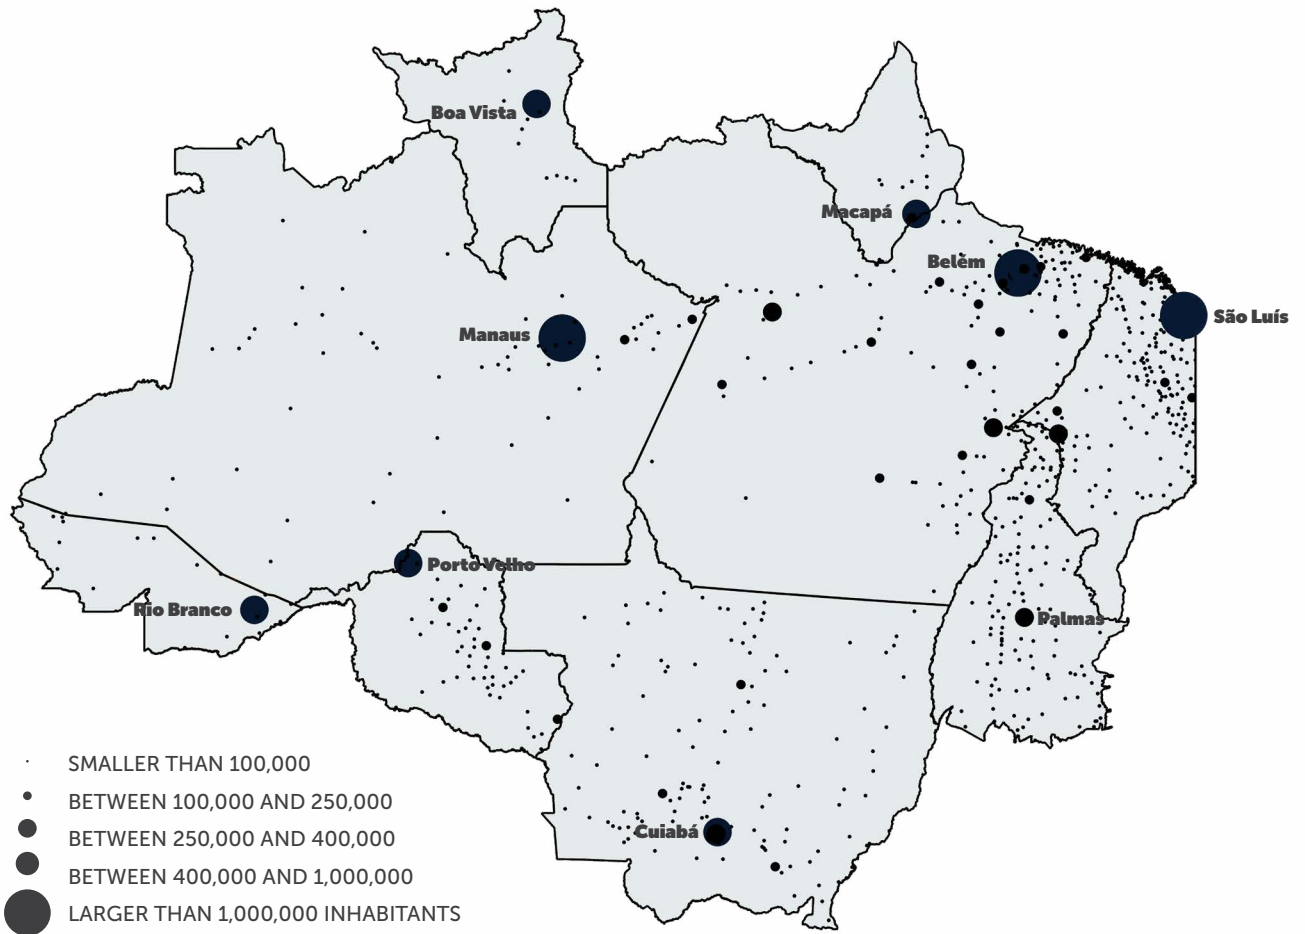 Boa Vista
Macapá
Belèm
Manaus
São Luís
Porto Velho
Rio Branco
Palmas
Cuiabá
SMALLER THAN 100,000
BETWEEN 100,000 AND 250,000
BETWEEN 250,000 AND 400,000
BETWEEN 400,000 AND 1,000,000
LARGER THAN 1,000,000 INHABITANTS